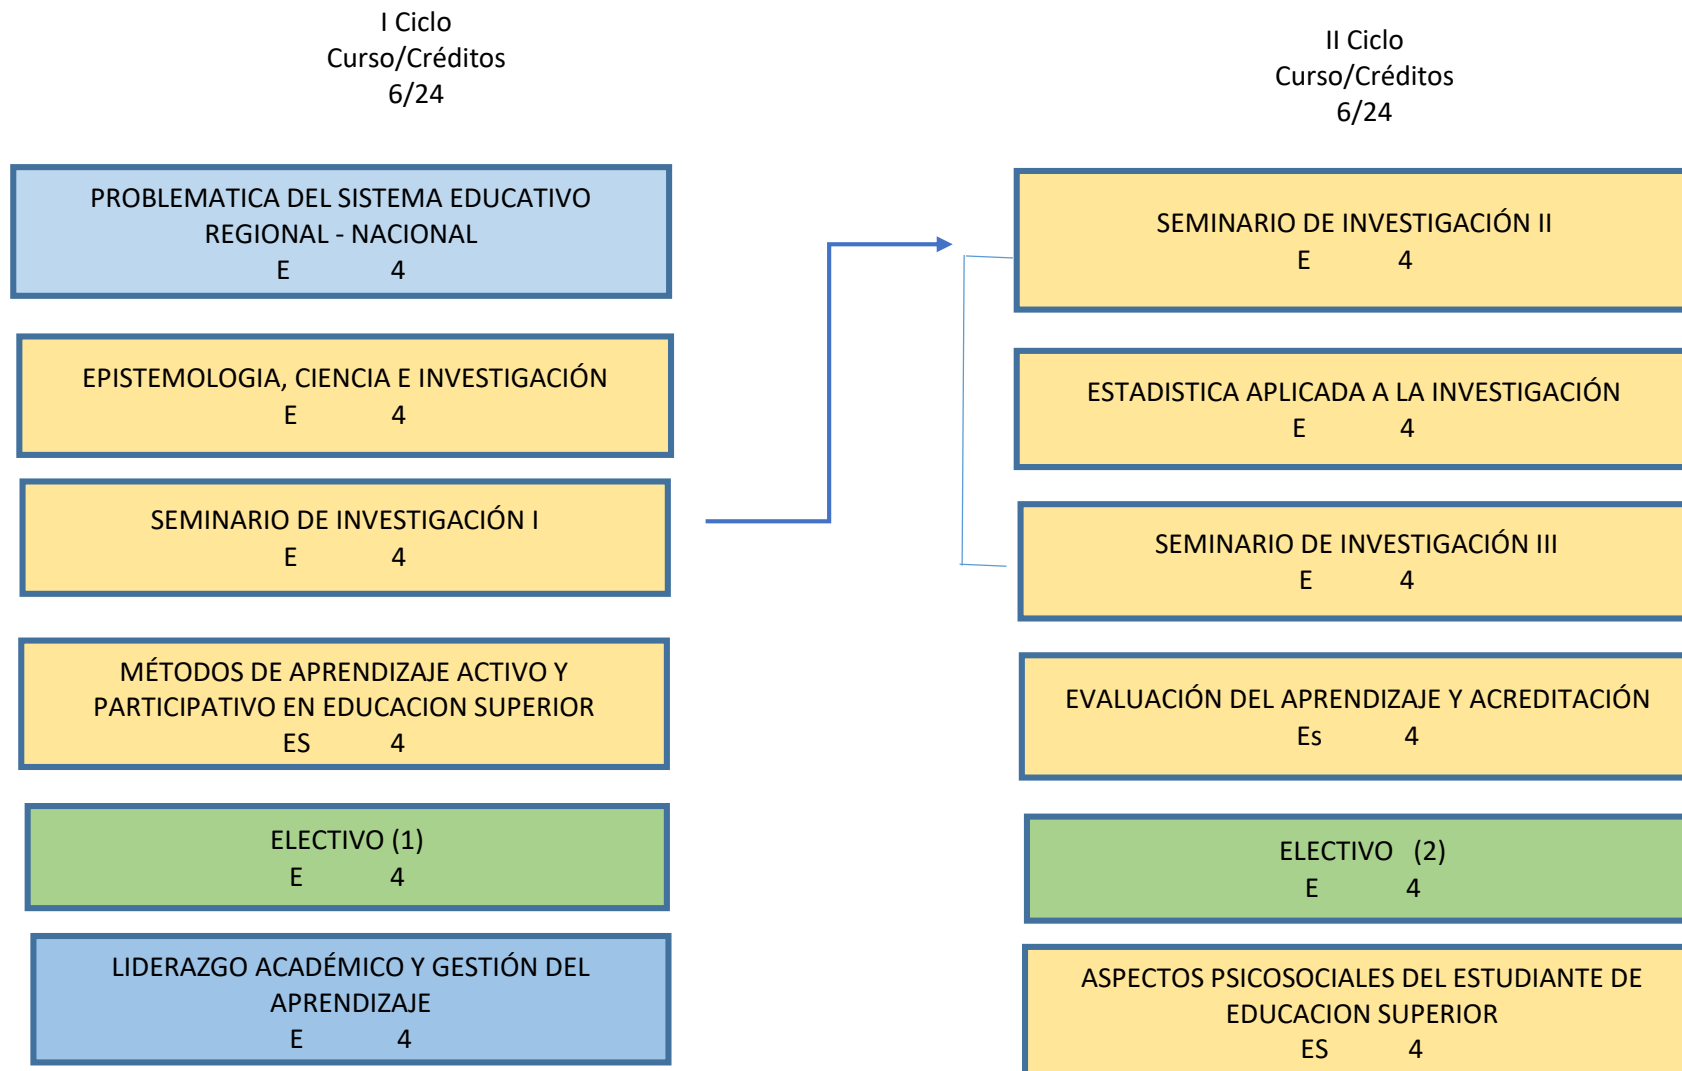 I Ciclo
Curso/Créditos
6/24
PROBLEMATICA DEL SISTEMA EDUCATIVO
REGIONAL - NACIONAL
E 4
EPISTEMOLOGIA, CIENCIA E INVESTIGACIÓN
E 4
SEMINARIO DE INVESTIGACIÓN I
E 4
MÉTODOS DE APRENDIZAJE ACTIVO Y
PARTICIPATIVO EN EDUCACION SUPERIOR
ES 4
ELECTIVO (1)
E 4
LIDERAZGO ACADÉMICO Y GESTIÓN DEL
APRENDIZAJE
E 4
II Ciclo
Curso/Créditos
6/24
SEMINARIO DE INVESTIGACIÓN II
E 4
ESTADISTICA APLICADA A LA INVESTIGACIÓN
E 4
SEMINARIO DE INVESTIGACIÓN III
E 4
EVALUACIÓN DEL APRENDIZAJE Y ACREDITACIÓN
Es 4
ELECTIVO (2)
E 4
ASPECTOS PSICOSOCIALES DEL ESTUDIANTE DE
EDUCACION SUPERIOR
ES 4